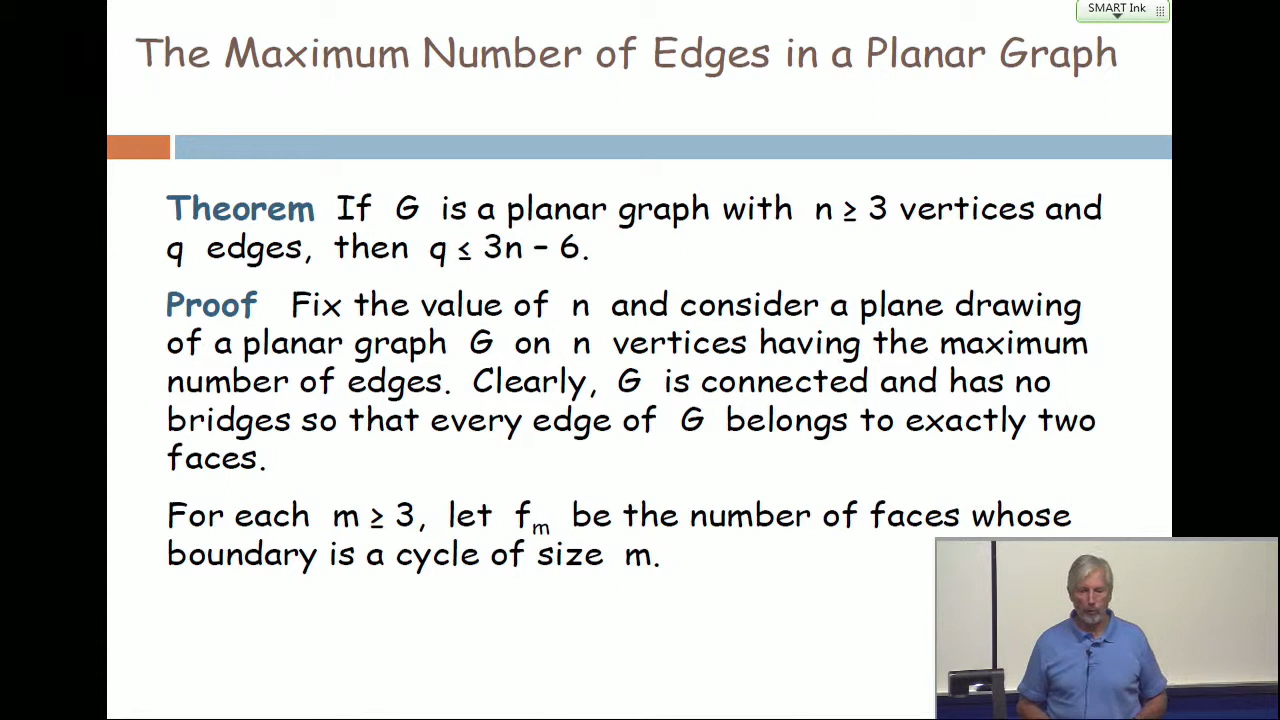 SMART Ink
The Maximum Number of Edges in a Planar Graph
Theorem If G is a planar graph with n ≥ 3 vertices and
q edges, then q ≤ 3n – 6.
Proof Fix the value of n and consider a plane drawing
of a planar graph G on n vertices having the maximum
number of edges. Clearly, G is connected and has no
bridges so that every edge of G belongs to exactly two
faces.
For each m ≥ 3, let fₘ be the number of faces whose
boundary is a cycle of size m.